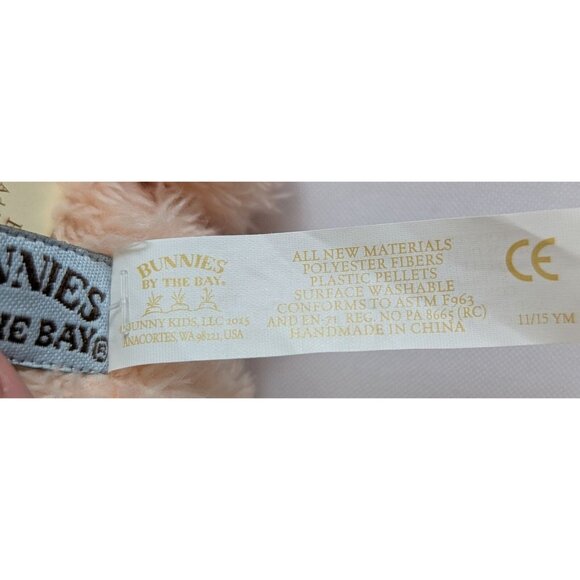 NNIES
HE BAY®
BUNNIES
BY THE BAY®
BUNNY KIDS, LLC 2015
ANACORTES, WA 98221, USA
ALL NEW MATERIALS
POLYESTER FIBERS
PLASTIC PELLETS
SURFACE WASHABLE
CONFORMS TO ASTM F963
AND EN-71. REG. NO PA 8665 (RC)
HANDMADE IN CHINA
CE
11/15 YM